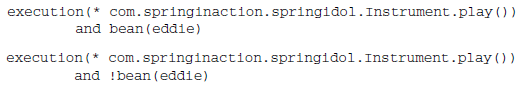 execution(* com.springinaction.springidol.Instrument.play())
and bean(eddie)
execution(* com.springinaction.springidol.Instrument.play())
and !bean(eddie)